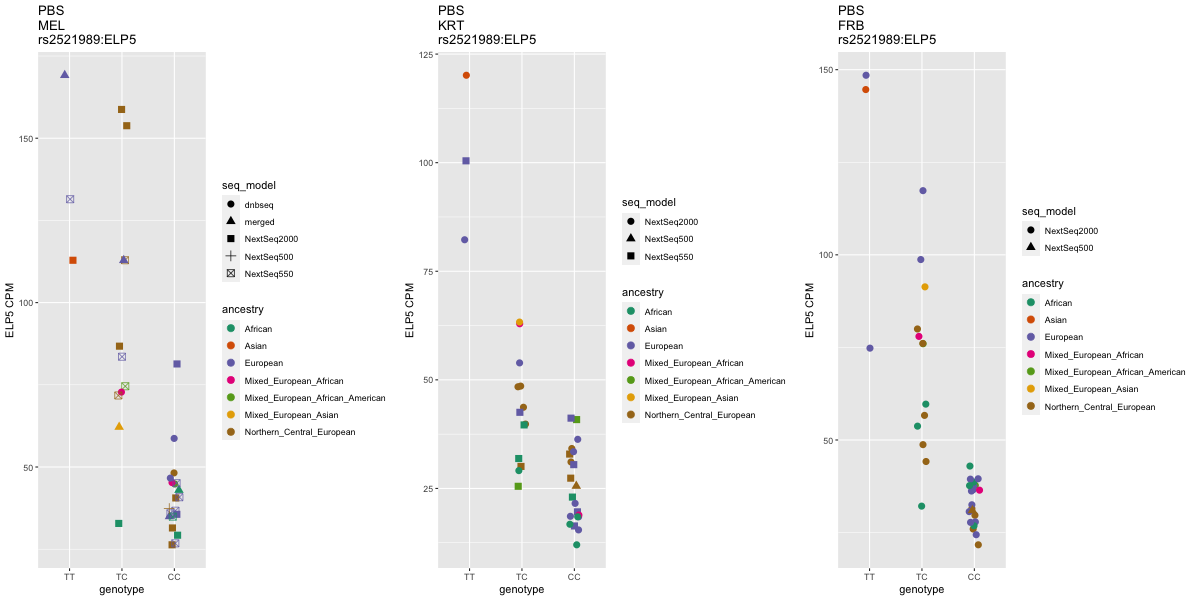 PBS
MEL
rs2521989:ELP5
ELP5 CPM
150
100
50
TT
TC
CC
genotype
seq_model
dnbseq
merged
NextSeq2000
NextSeq500
NextSeq550
ancestry
African
Asian
European
Mixed_European_African
Mixed_European_African_American
Mixed_European_Asian
Northern_Central_European
PBS
KRT
rs2521989:ELP5
ELP5 CPM
125
100
75
50
25
TT
TC
CC
genotype
seq_model
NextSeq2000
NextSeq500
NextSeq550
ancestry
African
Asian
European
Mixed_European_African
Mixed_European_African_American
Mixed_European_Asian
Northern_Central_European
PBS
FRB
rs2521989:ELP5
ELP5 CPM
150
100
50
TT
TC
CC
genotype
seq_model
NextSeq2000
NextSeq500
ancestry
African
Asian
European
Mixed_European_African
Mixed_European_African_American
Mixed_European_Asian
Northern_Central_European